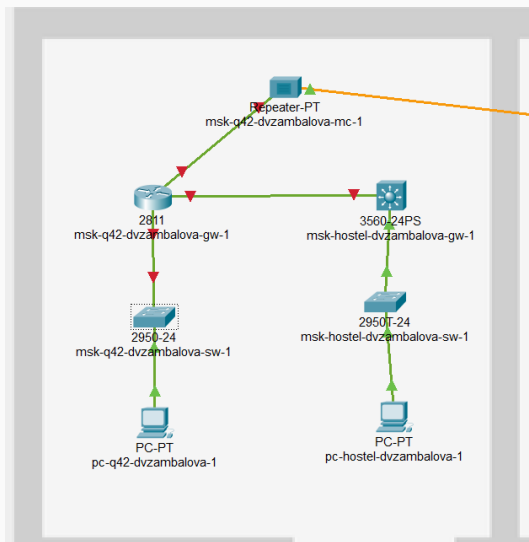 Repeater-PT
msk-q42-dvzambalova-mc-1
2811
msk-q42-dvzambalova-gw-1
3560-24PS
msk-hostel-dvzambalova-gw-1
2950-24
msk-q42-dvzambalova-sw-1
2950T-24
msk-hostel-dvzambalova-sw-1
PC-PT
pc-q42-dvzambalova-1
PC-PT
pc-hostel-dvzambalova-1